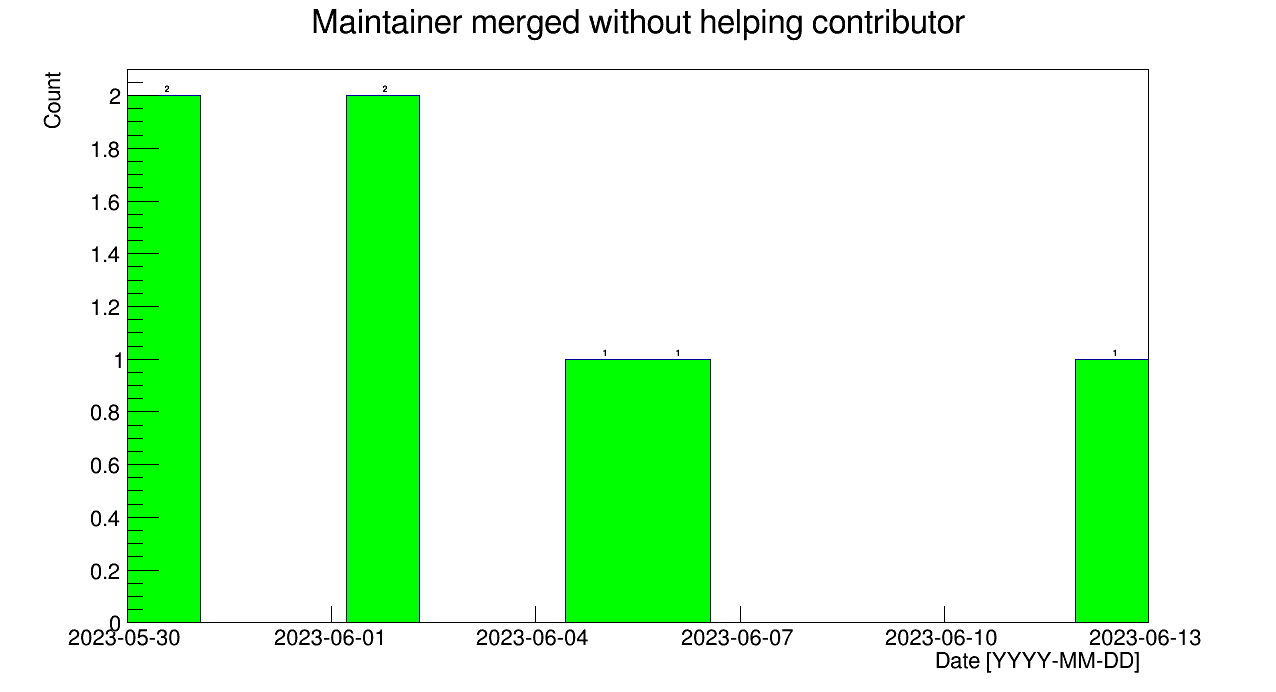 Maintainer merged without helping contributor
Count
2
1.8
1.6
1.4
1.2
1
0.8
0.6
0.4
0.2
0
2 2 1 1 1
2023-05-30 2023-06-01 2023-06-04 2023-06-07 2023-06-10 2023-06-13
Date [YYYY-MM-DD]